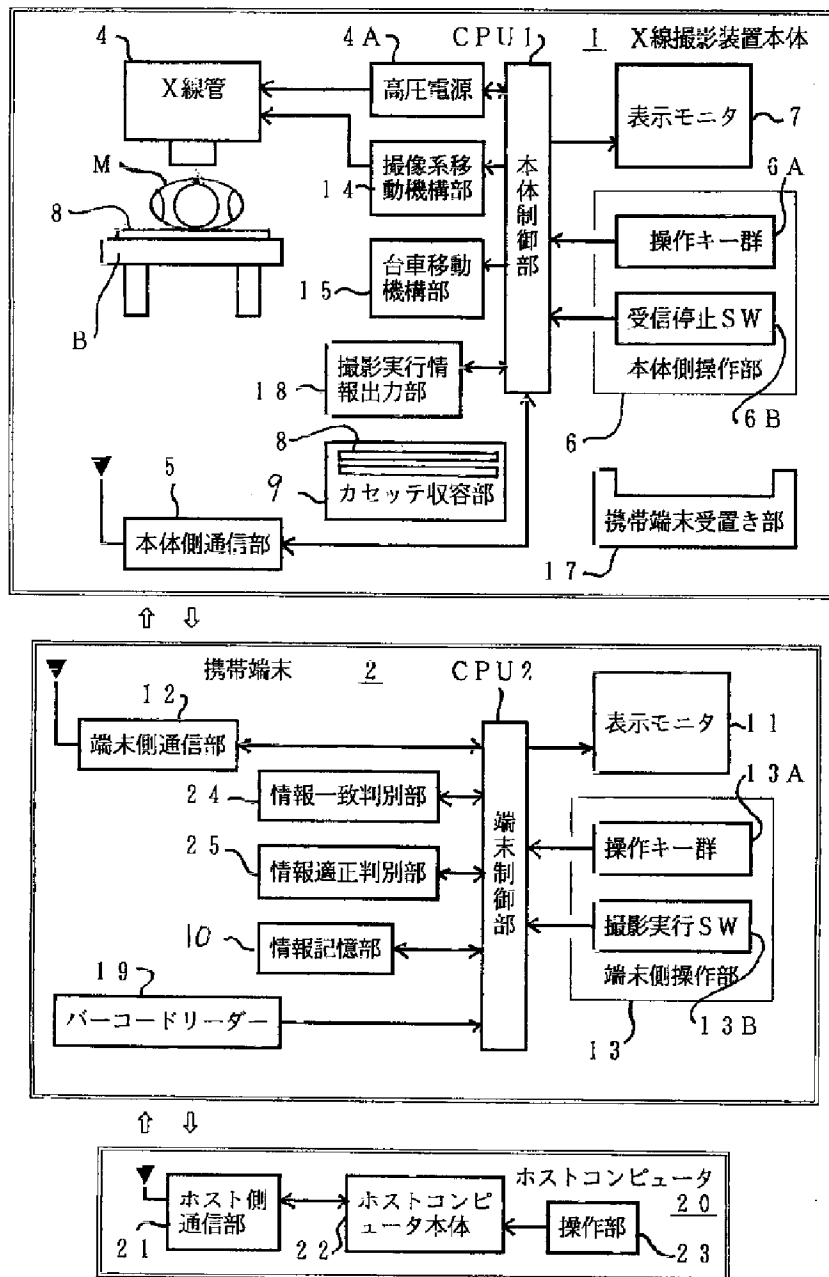 4
4A
CPU1
1 X線撮影装置本体
X線管
高圧電源
表示モニタ
7
M
14
撮像系移
動機構部
本体制御部
6A
8
操作キー群
台車移動
機構部
15
B
受信停止SW
撮影実行情
報出力部
18
本体側操作部
8
6
6B
9
カセッテ収容部
5
本体側通信部
携帯端末受置き部
17
⇧ ⇩
携帯端末 2
CPU2
12
端末側通信部
表示モニタ
11
24
情報一致判別部
13A
端末制御部
25
情報適正判別部
操作キー群
10
情報記憶部
撮影実行SW
端末側操作部
19
バーコードリーダー
13
13B
⇧ ⇩
ホストコンピュータ
20
ホスト側
通信部
21
ホストコンピ
ュータ本体
22
操作部
23